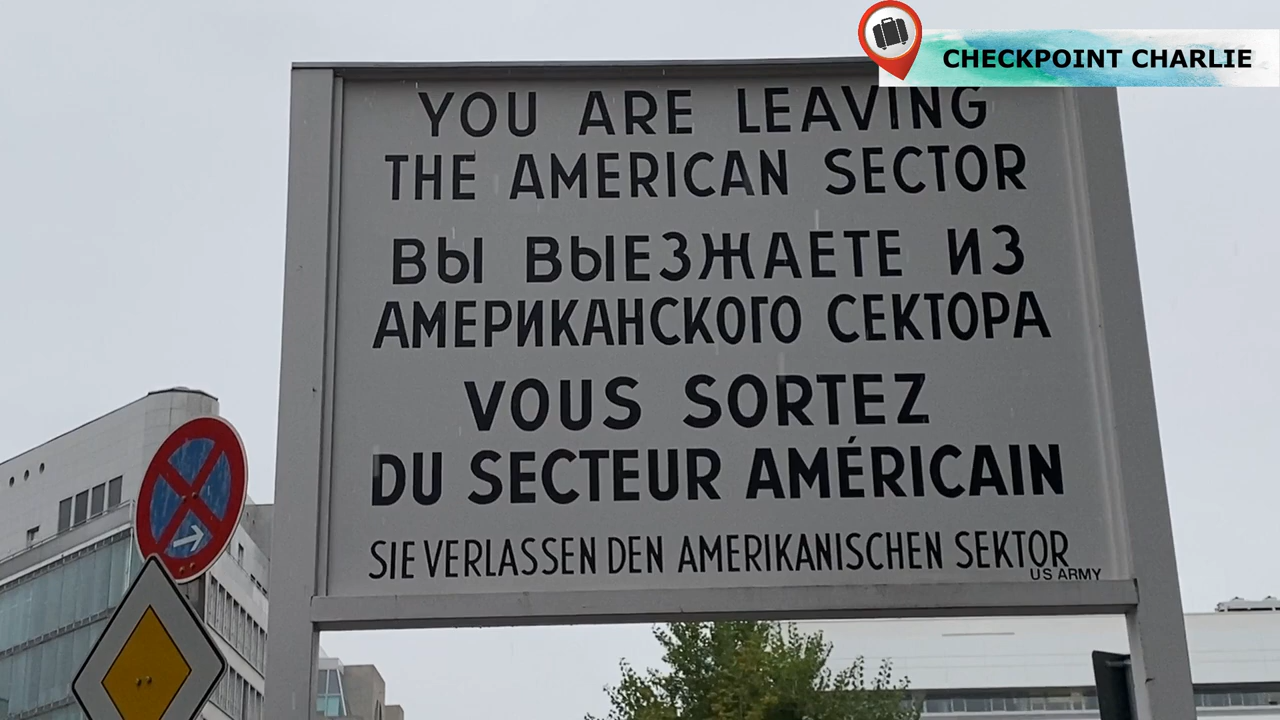 CHECKPOINT CHARLIE
YOU ARE LEAVING
THE AMERICAN SECTOR
ВЫ ВЫЕЗЖАЕТЕ ИЗ
АМЕРИКАНСКОГО СЕКТОРА
VOUS SORTEZ
DU SECTEUR AMÉRICAIN
SIE VERLASSEN DEN AMERIKANISCHEN SEKTOR
US ARMY